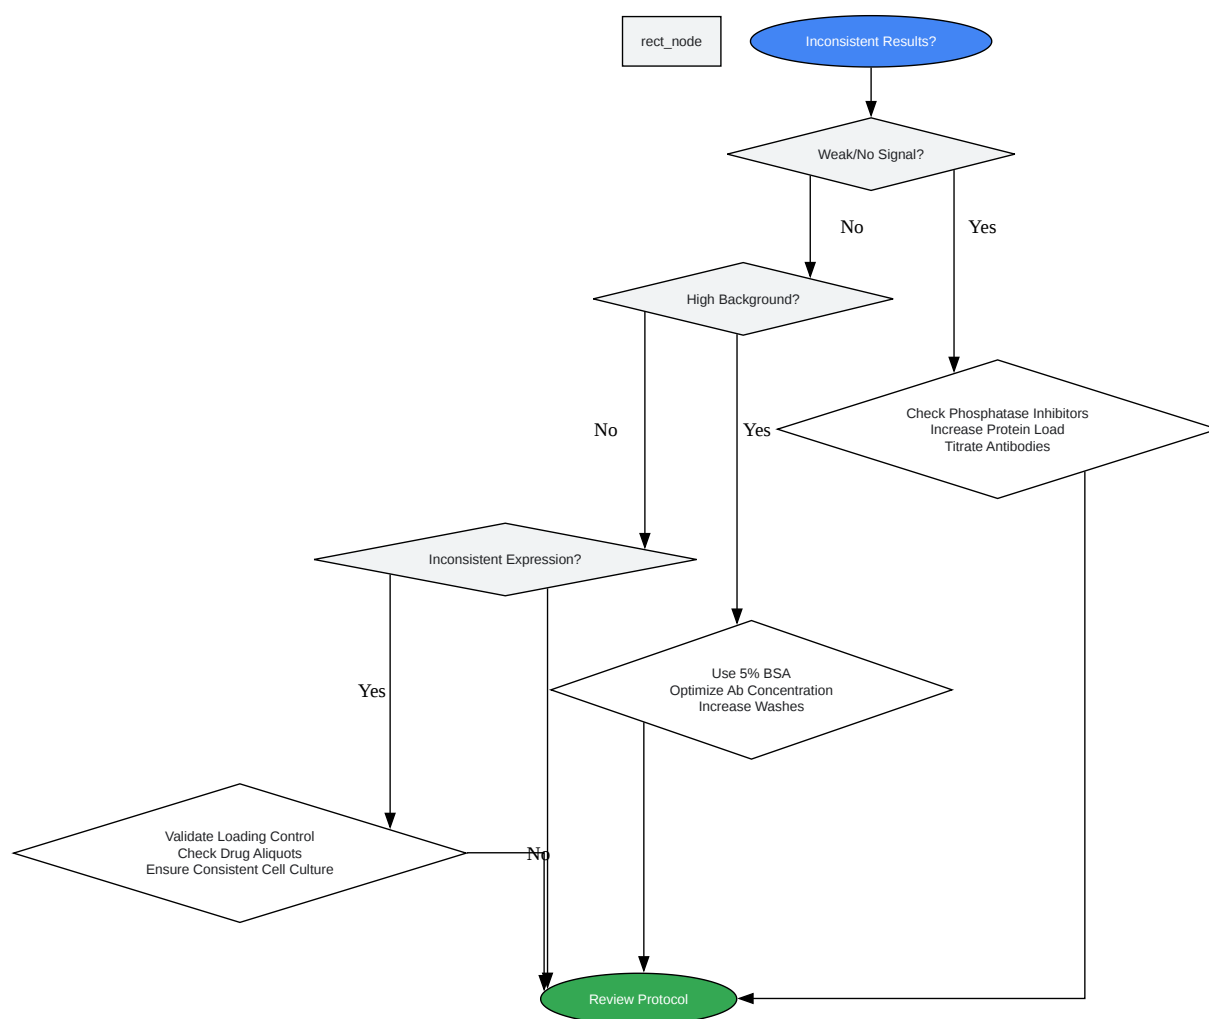 rect_node
Inconsistent Results?
Weak/No Signal?
No
Yes
High Background?
Check Phosphatase Inhibitors
Increase Protein Load
Titrate Antibodies
No
Yes
Inconsistent Expression?
Use 5% BSA
Optimize Ab Concentration
Increase Washes
Yes
Validate Loading Control
Check Drug Aliquots
Ensure Consistent Cell Culture
No
Review Protocol